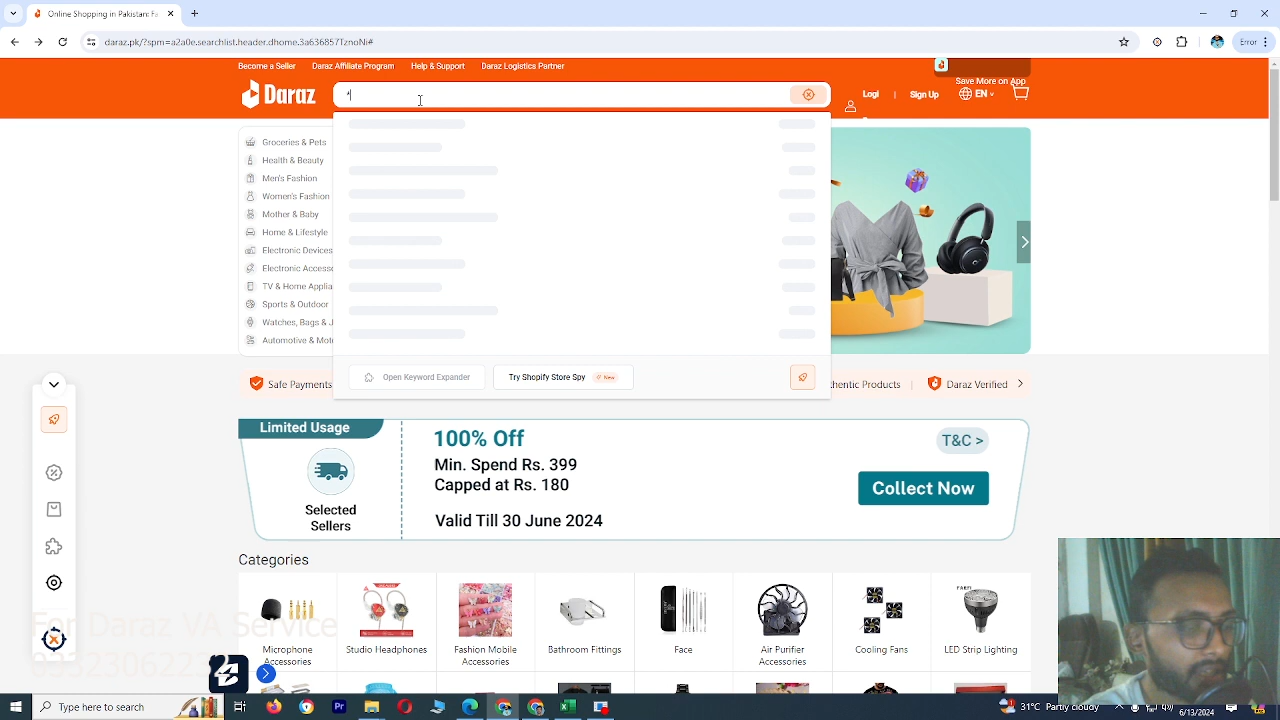 Online Shopping in Pakistan: Fa
daraz.pk/?spm=a2a0e.searchlist.header.dhome.3a636857TznoNI#
Error
Become a Seller
Daraz Affiliate Program
Help & Support
Daraz Logistics Partner
Save More on App
Daraz
Logi
Sign Up
EN
Groceries & Pets
Health & Beauty
Men's Fashion
Women's Fashion
Mother & Baby
Home & Lifestyle
Electronic Devices
Electronic Access
TV & Home Applia
Sports & Outdoor
Watches, Bags & J
Automotive & Mot
Open Keyword Expander
Try Shopify Store Spy
New
Safe Payments
hentic Products
Daraz Verified
Limited Usage
100% Off
T&C >
Min. Spend Rs. 399
Capped at Rs. 180
Collect Now
Selected
Sellers
Valid Till 30 June 2024
Categories
Microphone
Accessories
Studio Headphones
Fashion Mobile
Accessories
Bathroom Fittings
Face
Air Purifier
Accessories
Cooling Fans
LED Strip Lighting
For Daraz VA Service
Type here to search
31°C Partly cloudy
6/13/2024